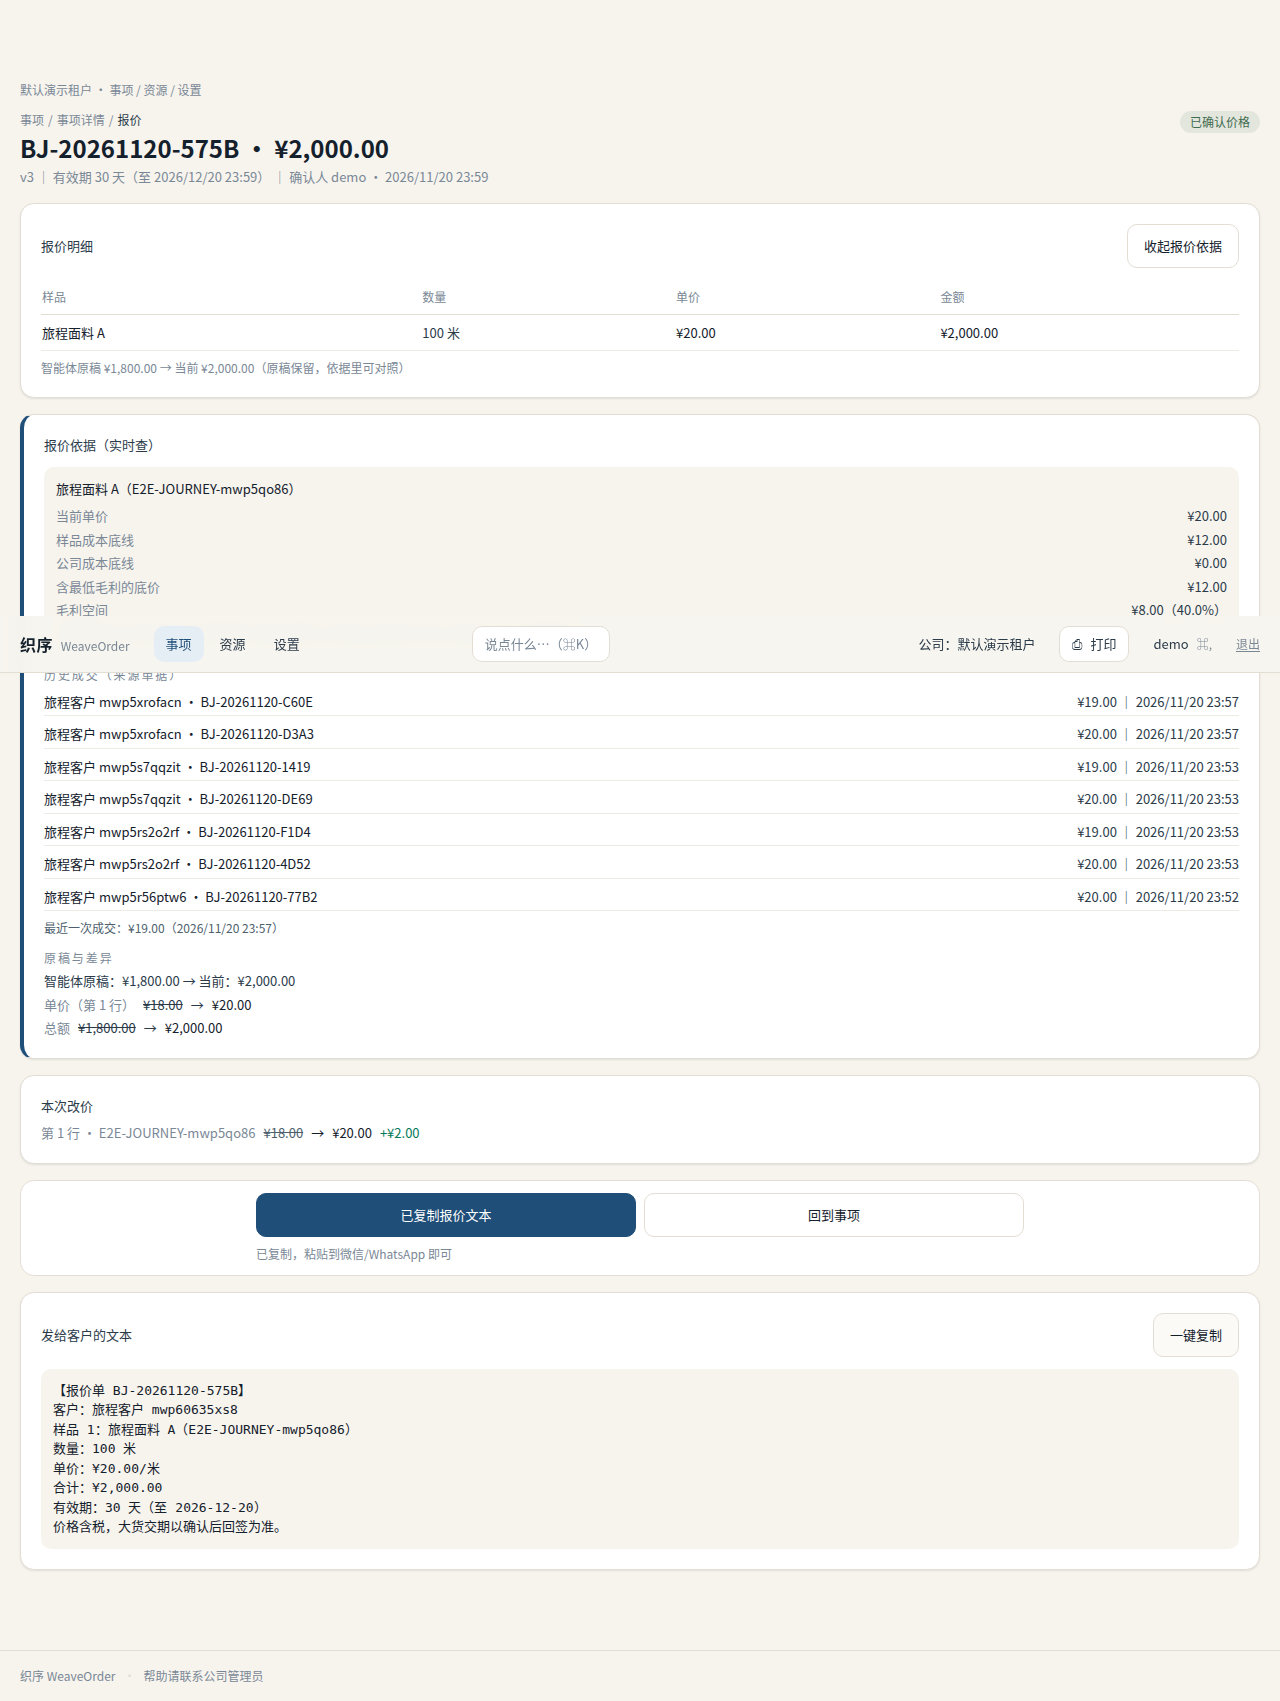 默认演示租户 · 事项 / 资源 / 设置
事项 / 事项详情 / 报价
已确认价格
BJ-20261120-575B · ¥2,000.00
v3 | 有效期 30 天（至 2026/12/20 23:59） | 确认人 demo · 2026/11/20 23:59
报价明细
收起报价依据
样品 数量 单价 金额
旅程面料 A 100 米 ¥20.00 ¥2,000.00
智能体原稿 ¥1,800.00 → 当前 ¥2,000.00（原稿保留，依据里可对照）
报价依据（实时查）
旅程面料 A（E2E-JOURNEY-mwp5qo86）
当前单价 ¥20.00
样品成本底线 ¥12.00
公司成本底线 ¥0.00
含最低毛利的底价 ¥12.00
毛利空间 ¥8.00（40.0%）
织序 WeaveOrder 事项 资源 设置 说点什么…（⌘K） 公司：默认演示租户 ⎙ 打印 demo ⌘, 退出
历史成交（来源单据）
旅程客户 mwp5xrofacn · BJ-20261120-C60E ¥19.00 | 2026/11/20 23:57
旅程客户 mwp5xrofacn · BJ-20261120-D3A3 ¥20.00 | 2026/11/20 23:57
旅程客户 mwp5s7qqzit · BJ-20261120-1419 ¥19.00 | 2026/11/20 23:53
旅程客户 mwp5s7qqzit · BJ-20261120-DE69 ¥20.00 | 2026/11/20 23:53
旅程客户 mwp5rs2o2rf · BJ-20261120-F1D4 ¥19.00 | 2026/11/20 23:53
旅程客户 mwp5rs2o2rf · BJ-20261120-4D52 ¥20.00 | 2026/11/20 23:53
旅程客户 mwp5r56ptw6 · BJ-20261120-77B2 ¥20.00 | 2026/11/20 23:52
最近一次成交：¥19.00（2026/11/20 23:57）
原稿与差异
智能体原稿：¥1,800.00 → 当前：¥2,000.00
单价（第 1 行） ¥18.00 → ¥20.00
总额 ¥1,800.00 → ¥2,000.00
本次改价
第 1 行 · E2E-JOURNEY-mwp5qo86 ¥18.00 → ¥20.00 +¥2.00
已复制报价文本
回到事项
已复制，粘贴到微信/WhatsApp 即可
发给客户的文本
一键复制
【报价单 BJ-20261120-575B】
客户：旅程客户 mwp60635xs8
样品 1：旅程面料 A（E2E-JOURNEY-mwp5qo86）
数量：100 米
单价：¥20.00/米
合计：¥2,000.00
有效期：30 天（至 2026-12-20）
价格含税，大货交期以确认后回签为准。
织序 WeaveOrder · 帮助请联系公司管理员